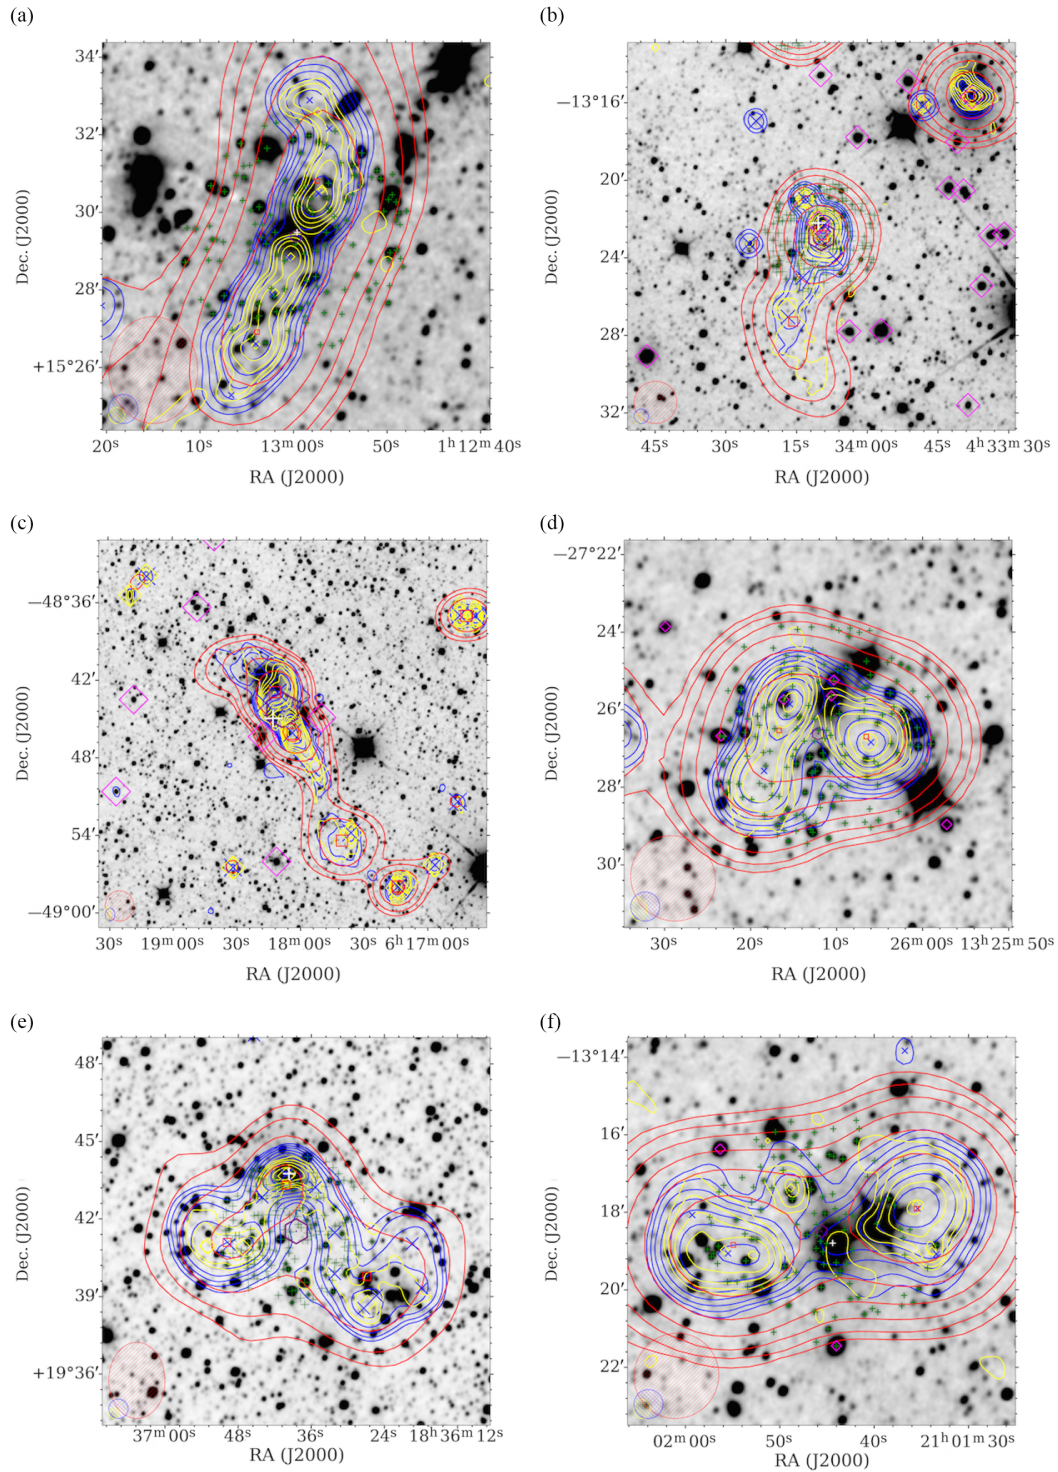 (a)
34′
32′
30′
28′
+15°26′
Dec. (J2000)
20ˢ 10ˢ 13ᵐ00ˢ 50ˢ 1ʰ12ᵐ40ˢ
RA (J2000)
(b)
−13°16′
20′
24′
28′
32′
Dec. (J2000)
45ˢ 30ˢ 15ˢ 34ᵐ00ˢ 45ˢ 4ʰ33ᵐ30ˢ
RA (J2000)
(c)
−48°36′
42′
48′
54′
−49°00′
Dec. (J2000)
30ˢ 19ᵐ00ˢ 30ˢ 18ᵐ00ˢ 30ˢ 6ʰ17ᵐ00ˢ
RA (J2000)
(d)
−27°22′
24′
26′
28′
30′
Dec. (J2000)
30ˢ 20ˢ 10ˢ 26ᵐ00ˢ 13ʰ25ᵐ50ˢ
RA (J2000)
(e)
48′
45′
42′
39′
+19°36′
Dec. (J2000)
37ᵐ00ˢ 48ˢ 36ˢ 24ˢ 18ʰ36ᵐ12ˢ
RA (J2000)
(f)
−13°14′
16′
18′
20′
22′
Dec. (J2000)
02ᵐ00ˢ 50ˢ 40ˢ 21ʰ01ᵐ30ˢ
RA (J2000)